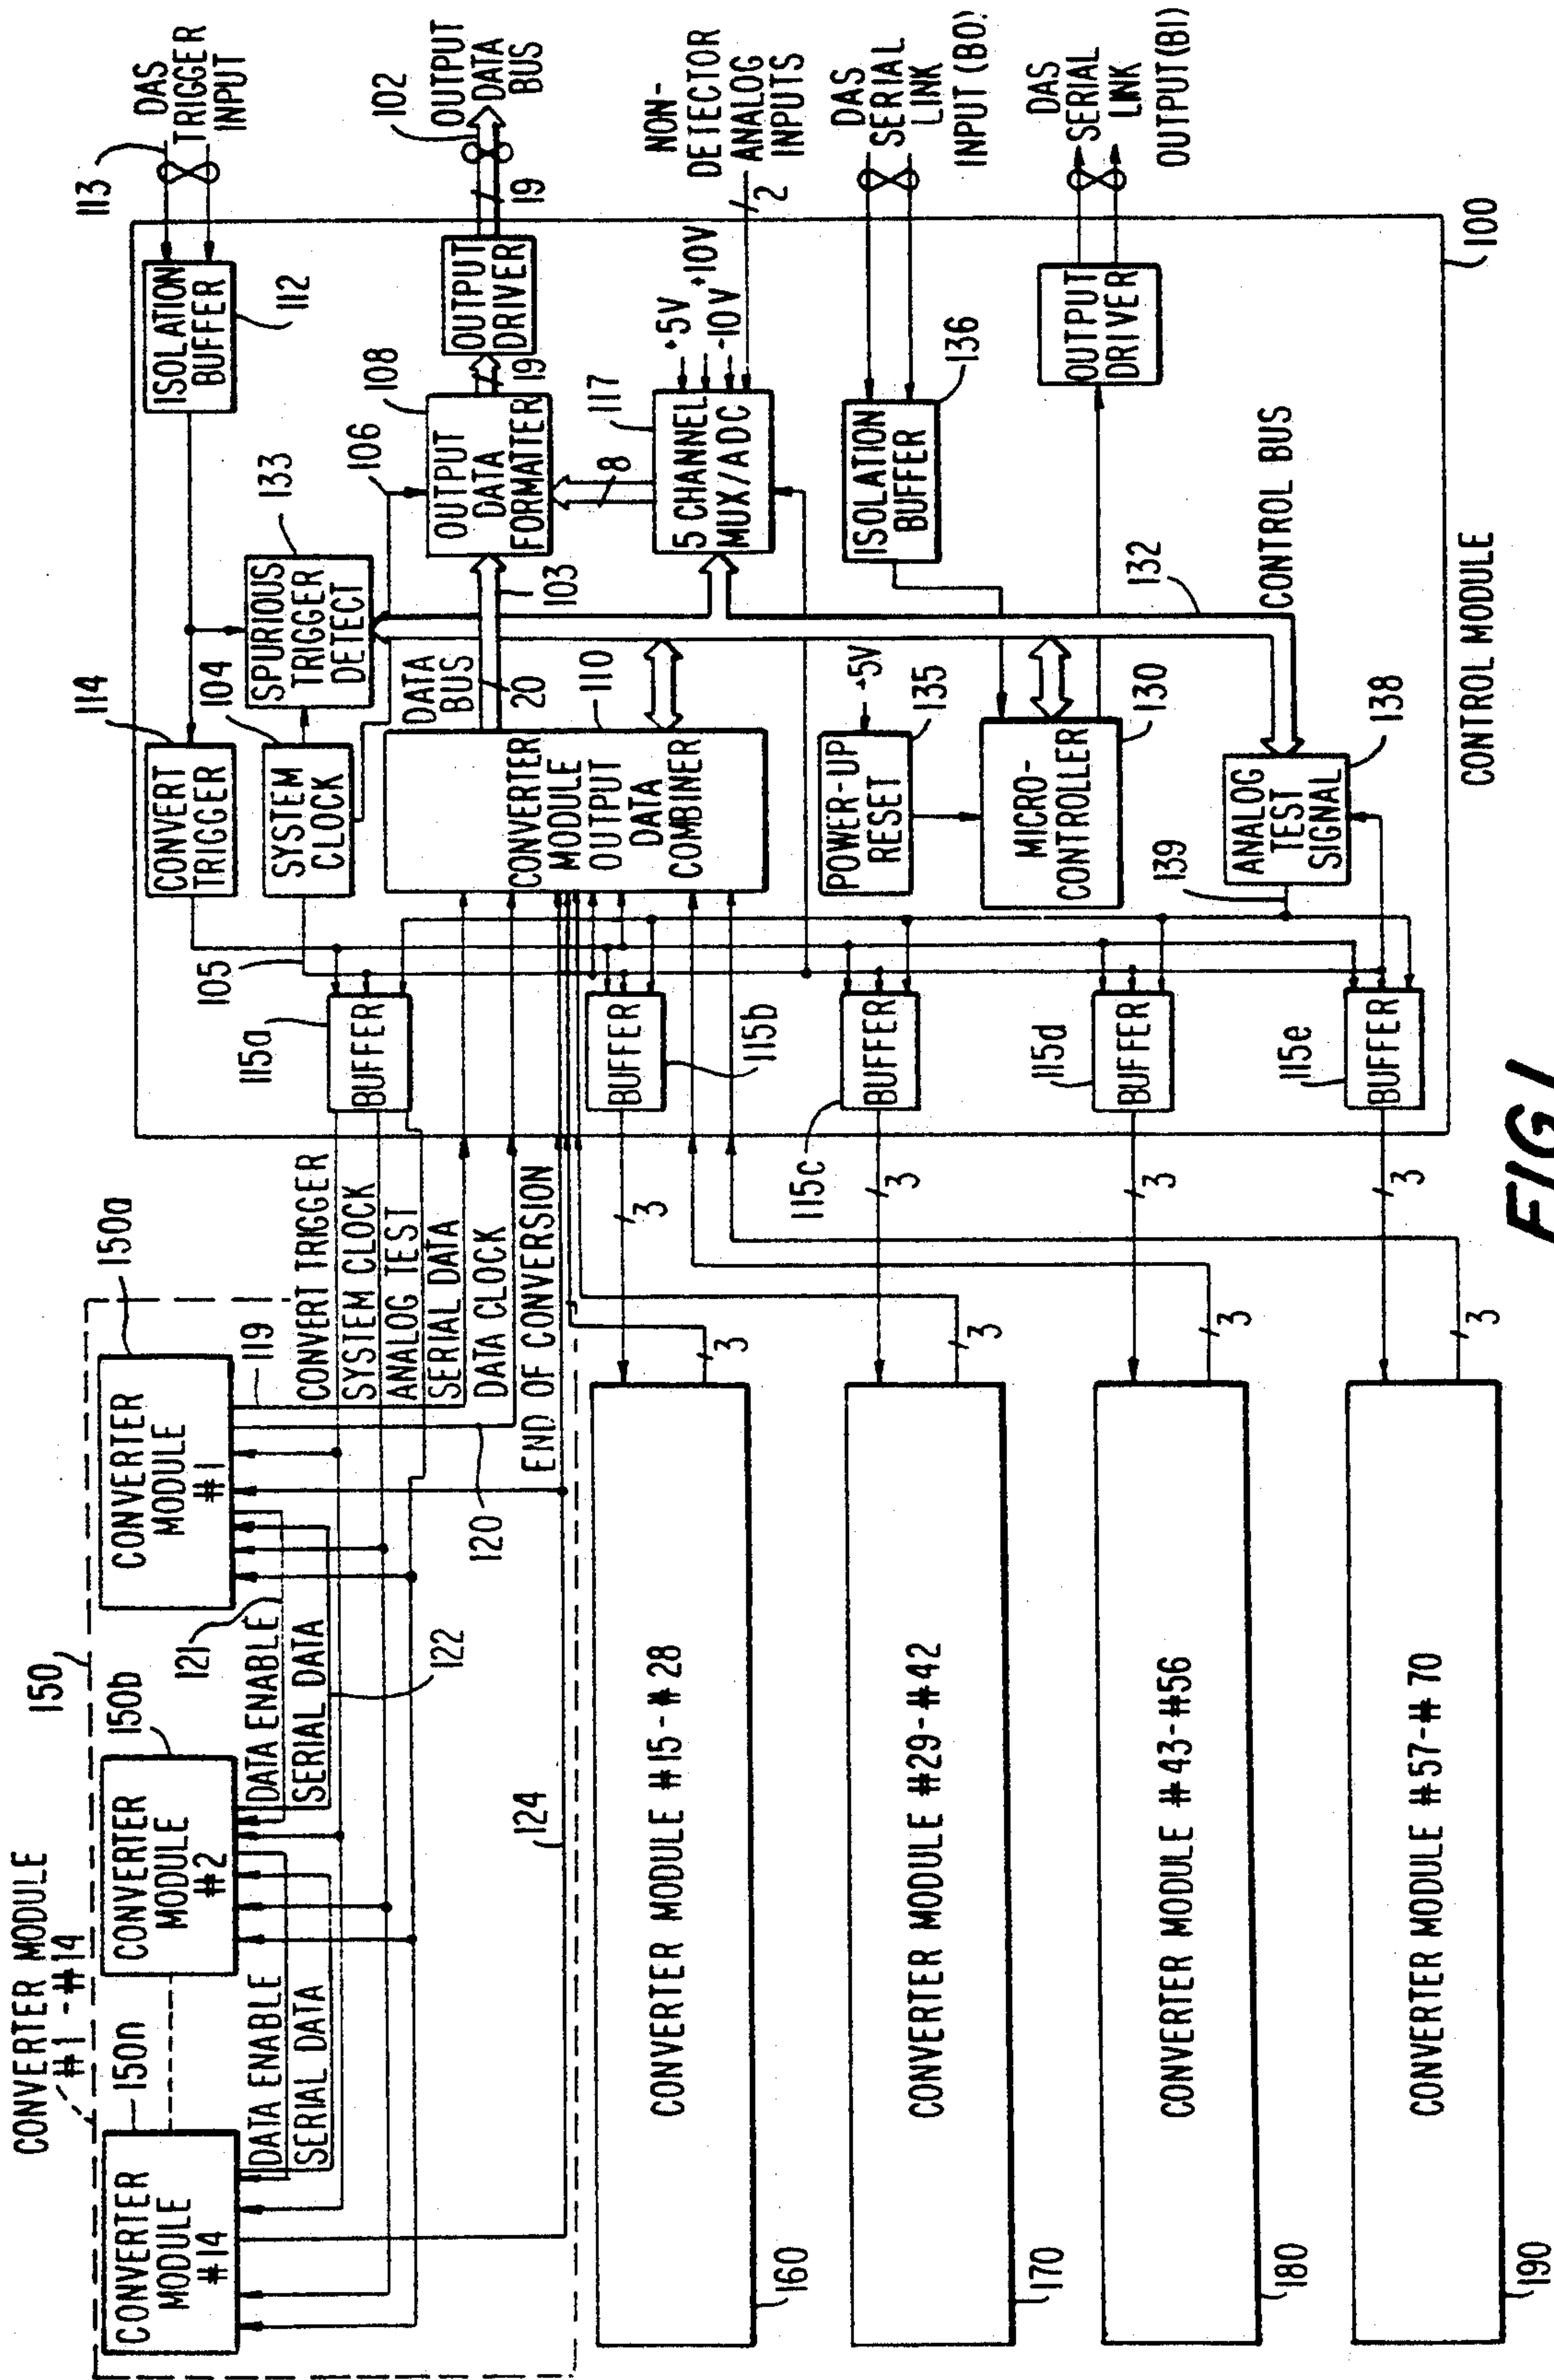 CONVERTER MODULE
#1 - #14
150
150n
150b
150a
CONVERTER
MODULE
#14
CONVERTER
MODULE
#2
CONVERTER
MODULE
#1
DATA ENABLE
SERIAL DATA
DATA ENABLE
SERIAL DATA
121
122
119
120
124
CONVERT TRIGGER
SYSTEM CLOCK
ANALOG TEST
SERIAL DATA
DATA CLOCK
END OF CONVERSION
CONVERTER MODULE #15-#28
160
3
3
CONVERTER MODULE #29-#42
170
3
3
CONVERTER MODULE #43-#56
180
3
3
CONVERTER MODULE #57-#70
190
3
3
115a
BUFFER
BUFFER
115b
115c
BUFFER
115d
BUFFER
115e
BUFFER
105
114
CONVERT
TRIGGER
104
SYSTEM
CLOCK
133
SPURIOUS
TRIGGER
DETECT
ISOLATION
BUFFER
112
113
DAS
TRIGGER
INPUT
DATA
BUS
20
110
CONVERTER
MODULE
OUTPUT
DATA
COMBINER
103
106
108
OUTPUT
DATA
FORMATTER
19
OUTPUT
DRIVER
19
102
OUTPUT
DATA
BUS
8
117
5 CHANNEL
MUX/ADC
+5V
+10V
-10V
2
NON-
DETECTOR
ANALOG
INPUTS
POWER-UP
RESET
+5V
135
ISOLATION
BUFFER
136
DAS
SERIAL
LINK
INPUT (B0)
MICRO-
CONTROLLER
130
132
CONTROL BUS
OUTPUT
DRIVER
DAS
SERIAL
LINK
OUTPUT(B1)
139
ANALOG
TEST
SIGNAL
138
100
CONTROL MODULE
FIG. 1